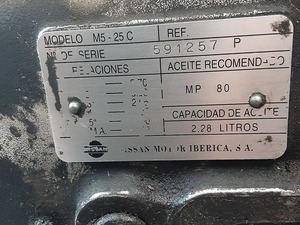 MODELO M5-25C REF.
Nº DE SERIE 591257 P
RELACIONES ACEITE RECOMENDADO
MP 80
CAPACIDAD DE ACEITE
2.28 LITROS
NISSAN MOTOR IBERICA, S.A.